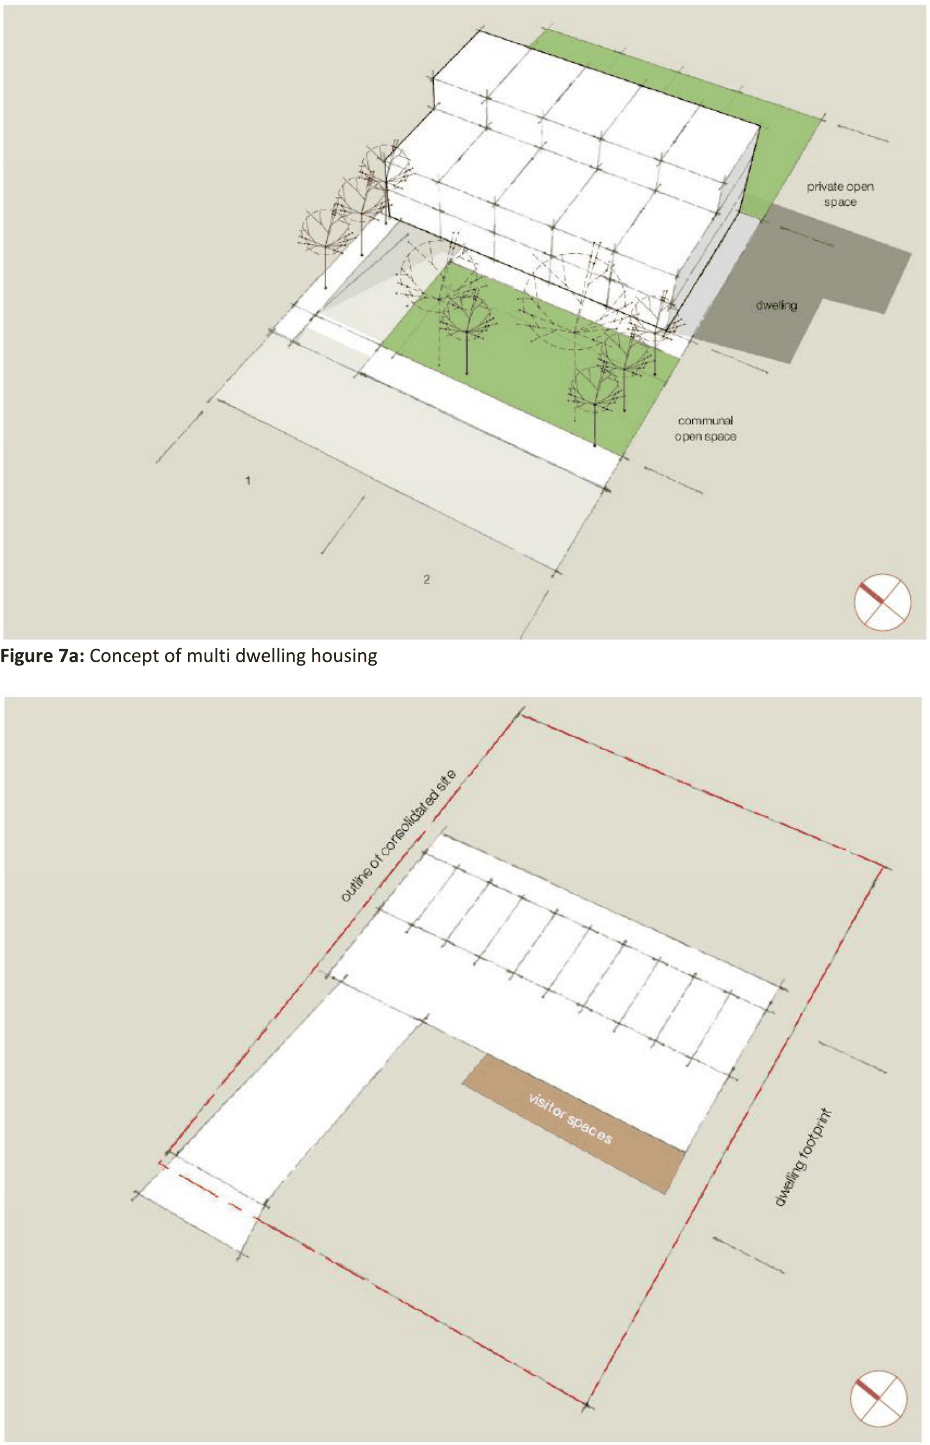 private open
space
dwelling
communal
open space
1
2
Figure 7a: Concept of multi dwelling housing
outline of consolidated site
visitor spaces
dwelling footprint